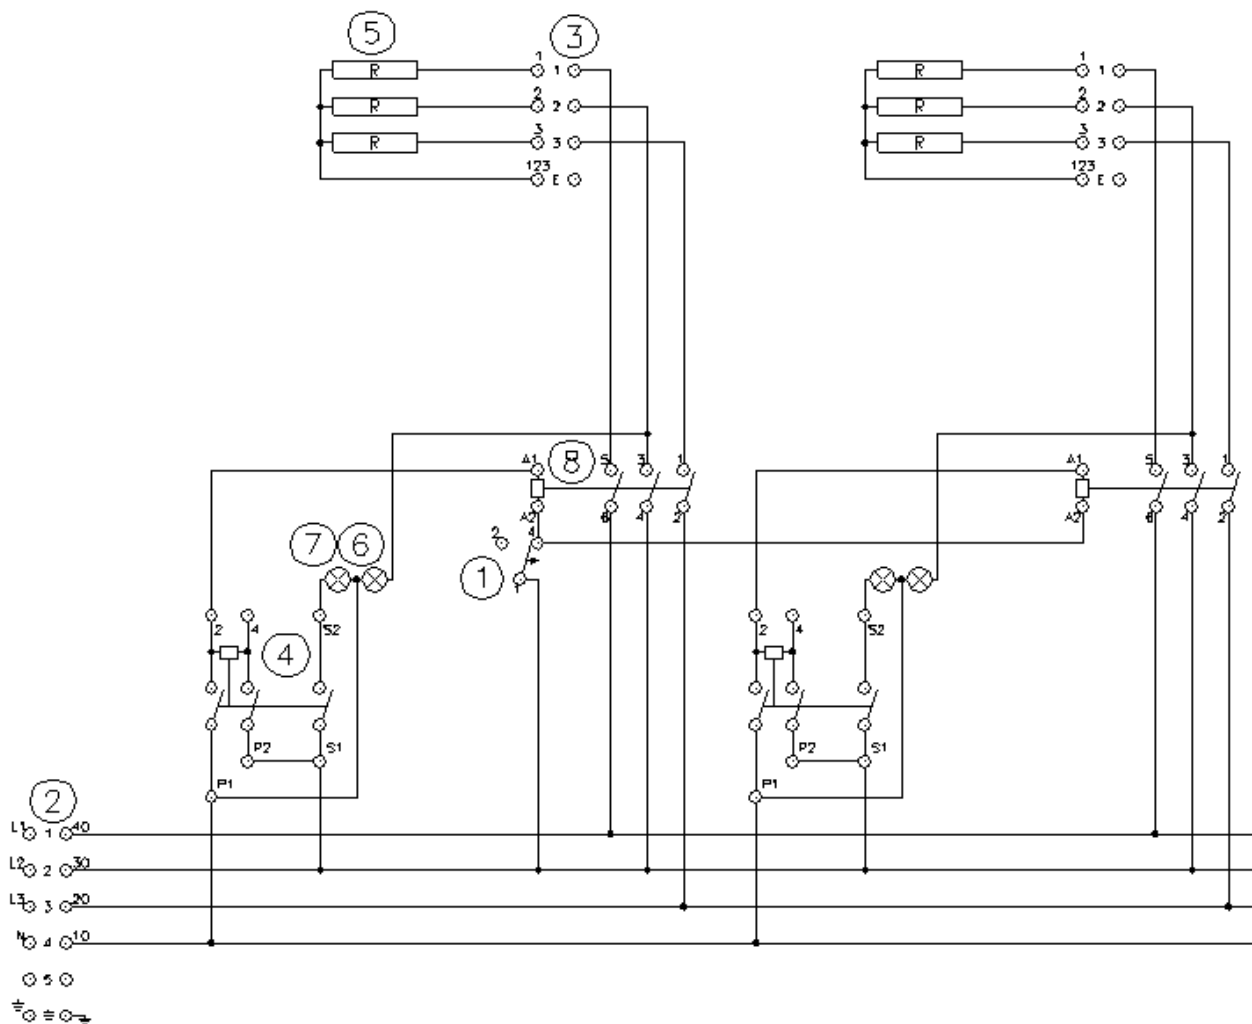 5 3
1 1
R 1 1 R 1 1
2 2
R 2 R 2
3 3
R 3 R 3
123 E 123 E
A1 8 5 3 1 A1 5 3 1
A2 6 4 2 A2 6 4 2
7 6 2 4
1 1
2 4 S2 2 4 S2
4
P2 S1 P2 S1
P1 P1
2
L1 1 40
L2 2 30
L3 3 20
N 4 10
5